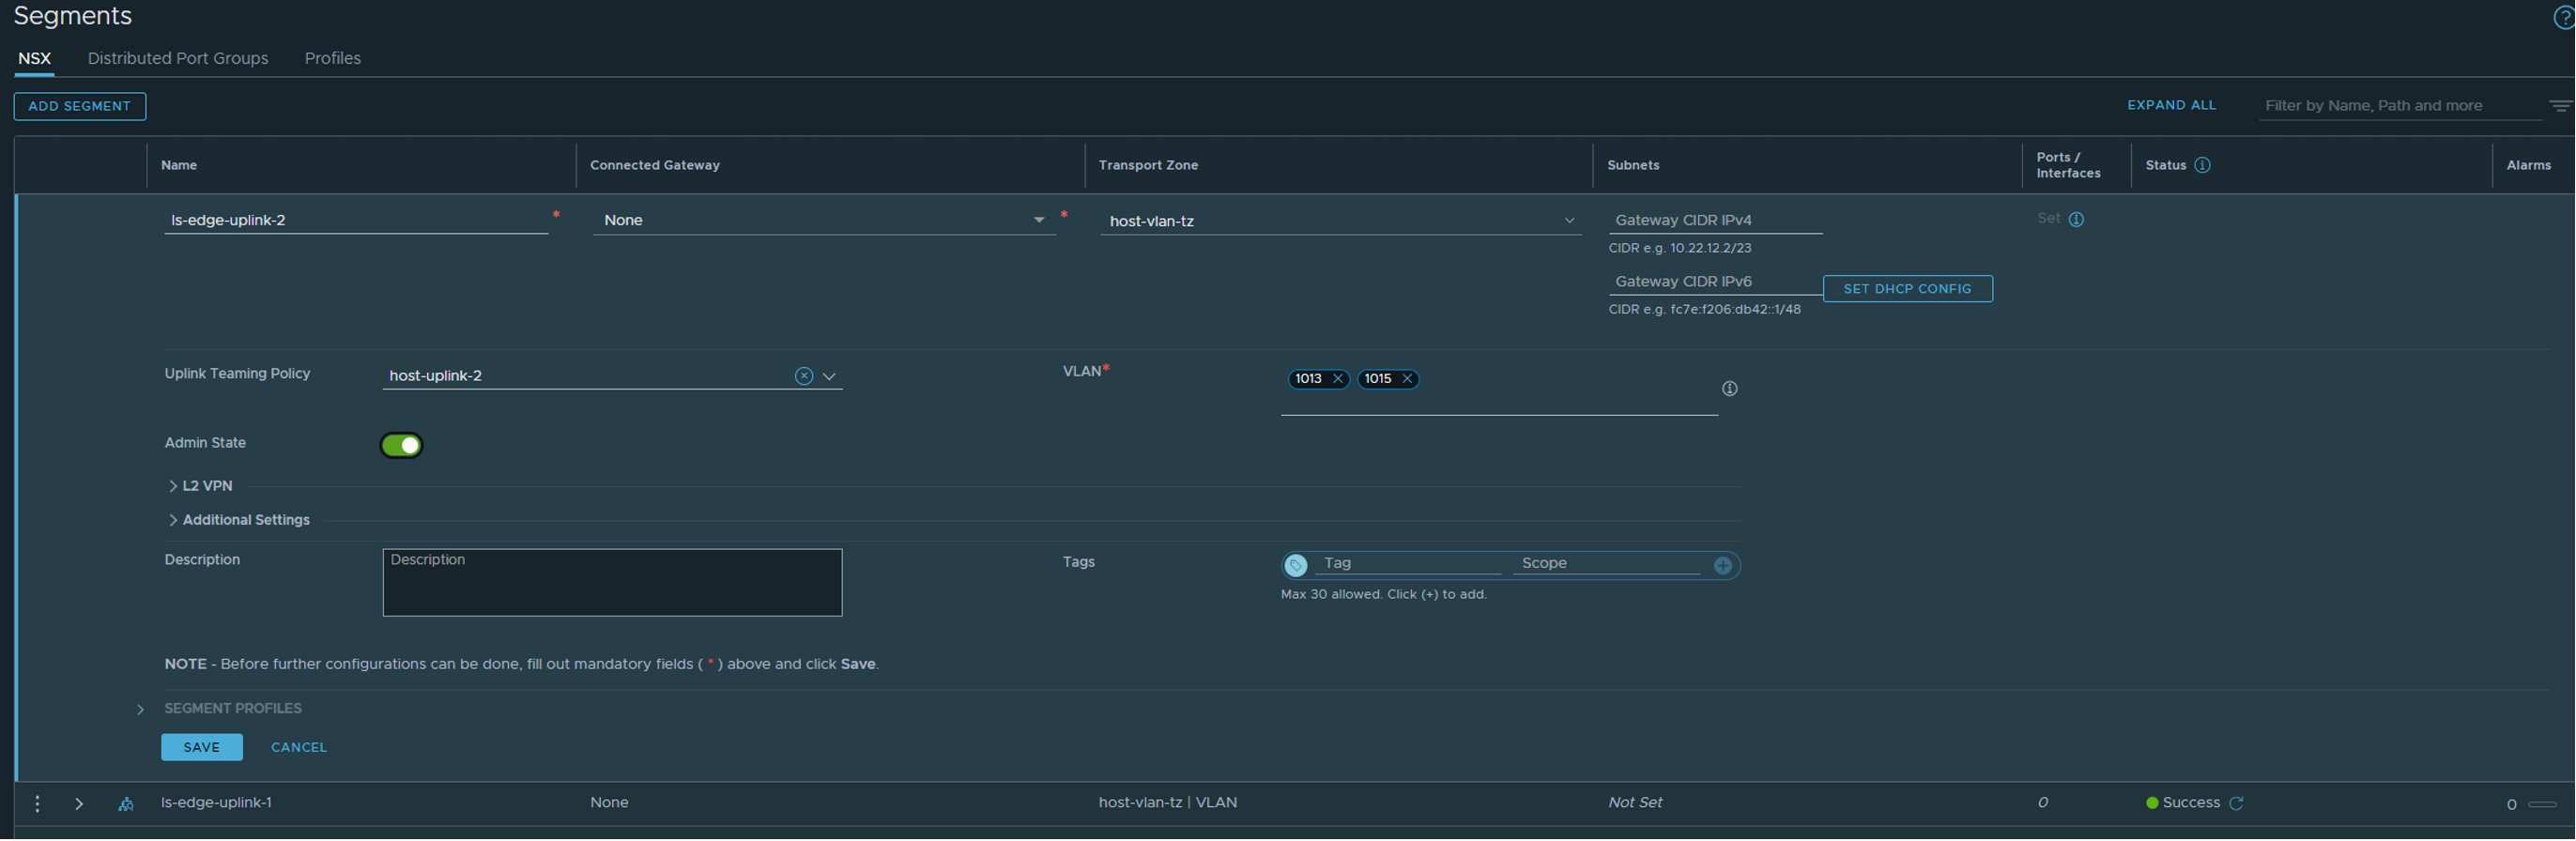 Segments
NSX Distributed Port Groups Profiles
ADD SEGMENT EXPAND ALL Filter by Name, Path and more
Name Connected Gateway Transport Zone Subnets Ports / Interfaces Status Alarms
ls-edge-uplink-2 * None * host-vlan-tz Gateway CIDR IPv4 Set
CIDR e.g. 10.22.12.2/23
Gateway CIDR IPv6 SET DHCP CONFIG
CIDR e.g. fc7e:f206:db42::1/48
Uplink Teaming Policy host-uplink-2 VLAN* 1013 1015
Admin State
L2 VPN
Additional Settings
Description Description Tags Tag Scope
Max 30 allowed. Click (+) to add.
NOTE - Before further configurations can be done, fill out mandatory fields ( * ) above and click Save.
SEGMENT PROFILES
SAVE CANCEL
ls-edge-uplink-1 None host-vlan-tz | VLAN Not Set 0 Success 0